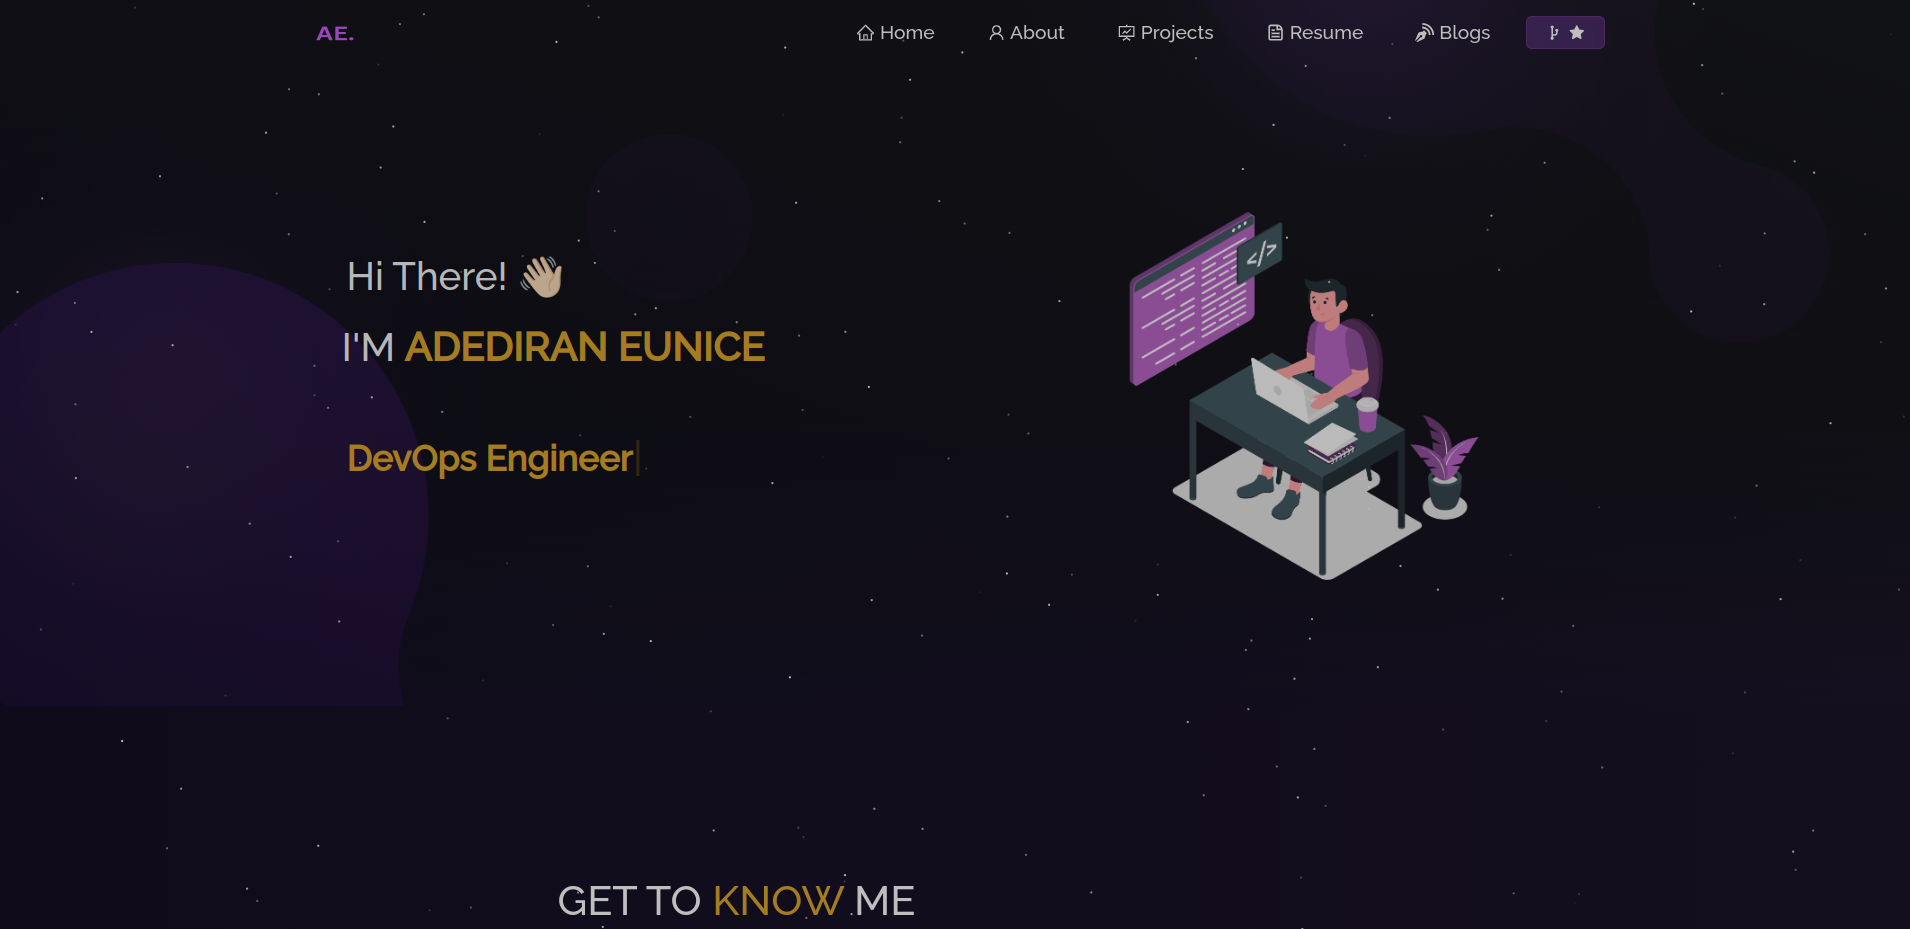 AE.
Home About Projects Resume Blogs
Hi There! 👋🏼
I'M ADEDIRAN EUNICE
DevOps Engineer
</>
GET TO KNOW ME